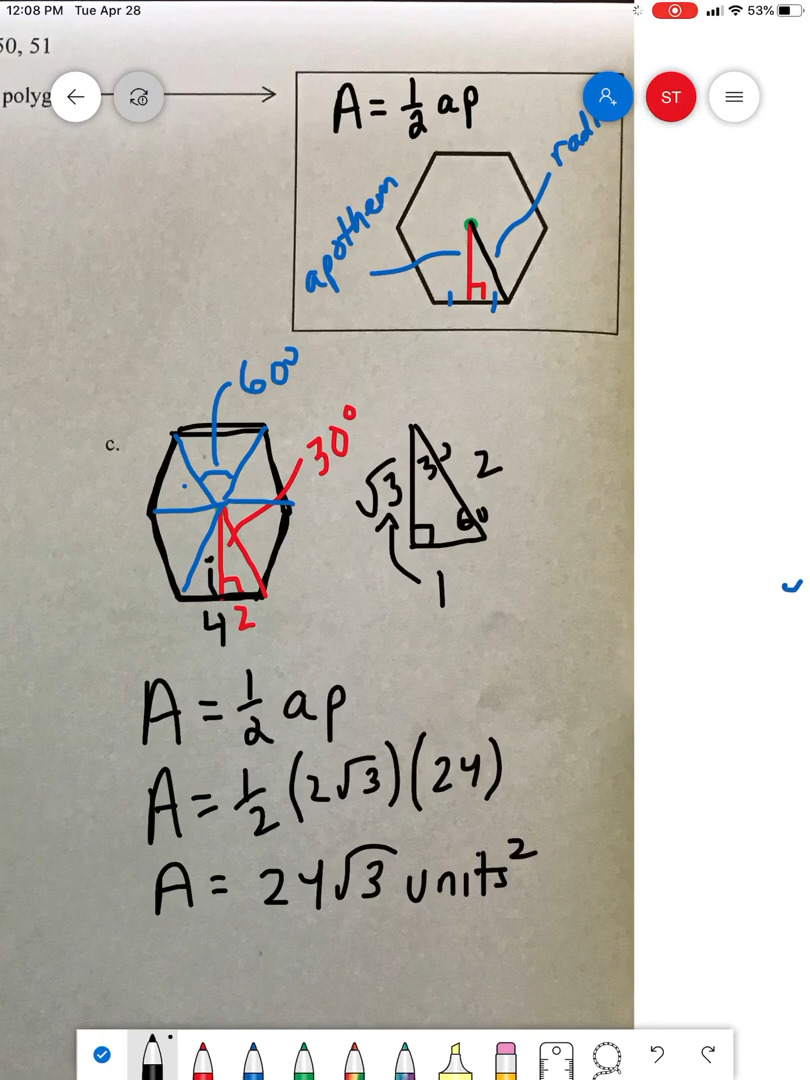 12:08 PM Tue Apr 28
53%
50, 51
polyg
ST
A = 1/2 ap
apothem
60°
30°
c.
√3
30
2
60
1
4 2
A = 1/2 ap
A = 1/2 (2√3)(24)
A = 24√3 units²